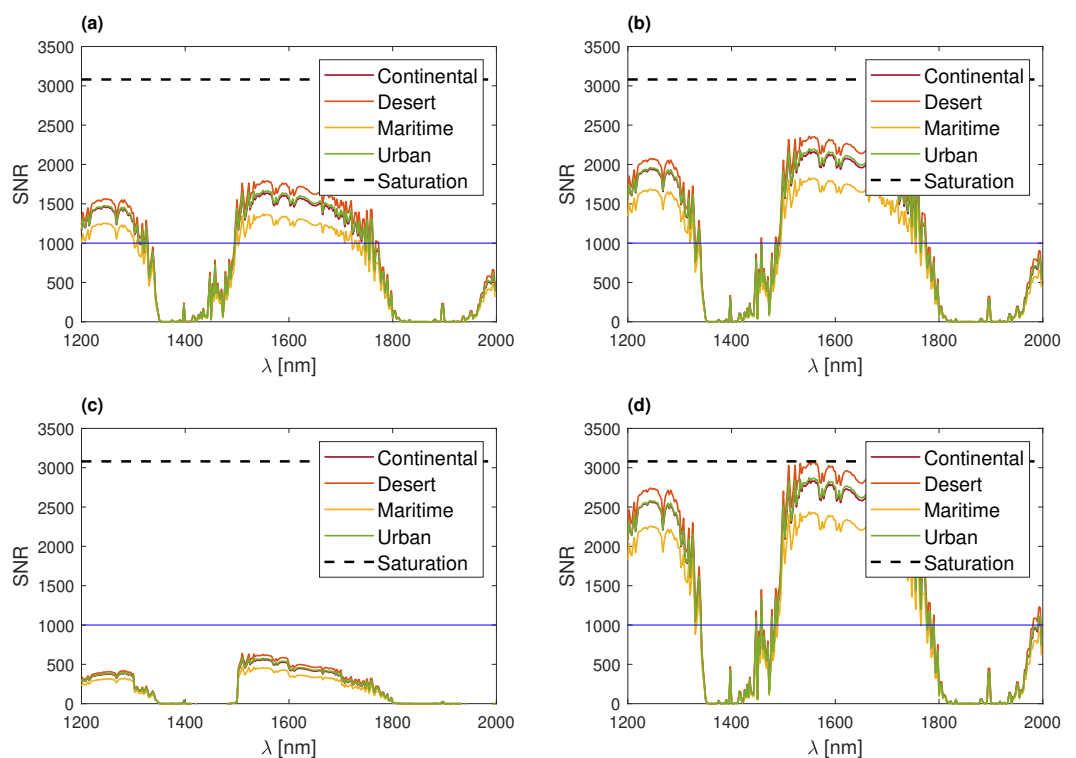 (a)
3500
3000
2500
2000
1500
1000
500
0
SNR
1200
1400
1600
1800
2000
λ [nm]
Continental
Desert
Maritime
Urban
Saturation
(b)
3500
3000
2500
2000
1500
1000
500
0
SNR
1200
1400
1600
1800
2000
λ [nm]
Continental
Desert
Maritime
Urban
Saturation
(c)
3500
3000
2500
2000
1500
1000
500
0
SNR
1200
1400
1600
1800
2000
λ [nm]
Continental
Desert
Maritime
Urban
Saturation
(d)
3500
3000
2500
2000
1500
1000
500
0
SNR
1200
1400
1600
1800
2000
λ [nm]
Continental
Desert
Maritime
Urban
Saturation